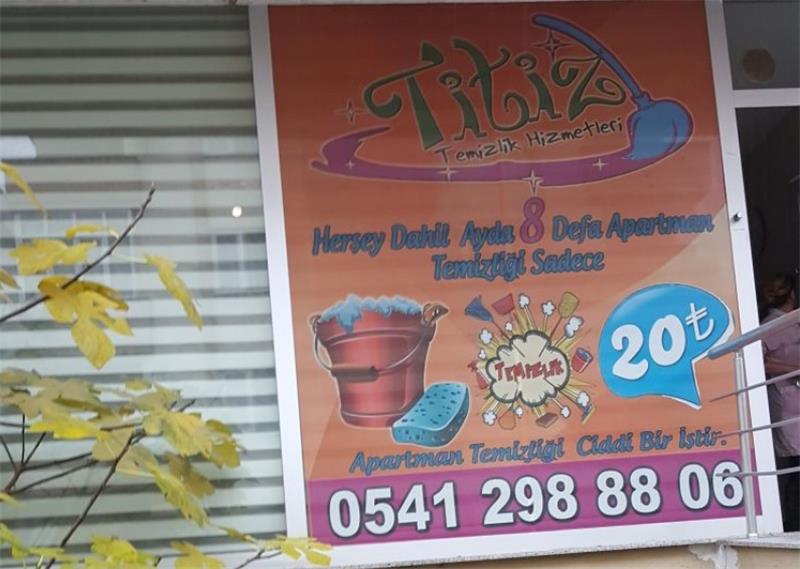 Titiz
Temizlik Hizmetleri
Herşey Dahil Ayda 8 Defa Apartman
Temizliği Sadece
TEMİZLİK
20₺
Apartman Temizliği Ciddi Bir İştir.
0541 298 88 06